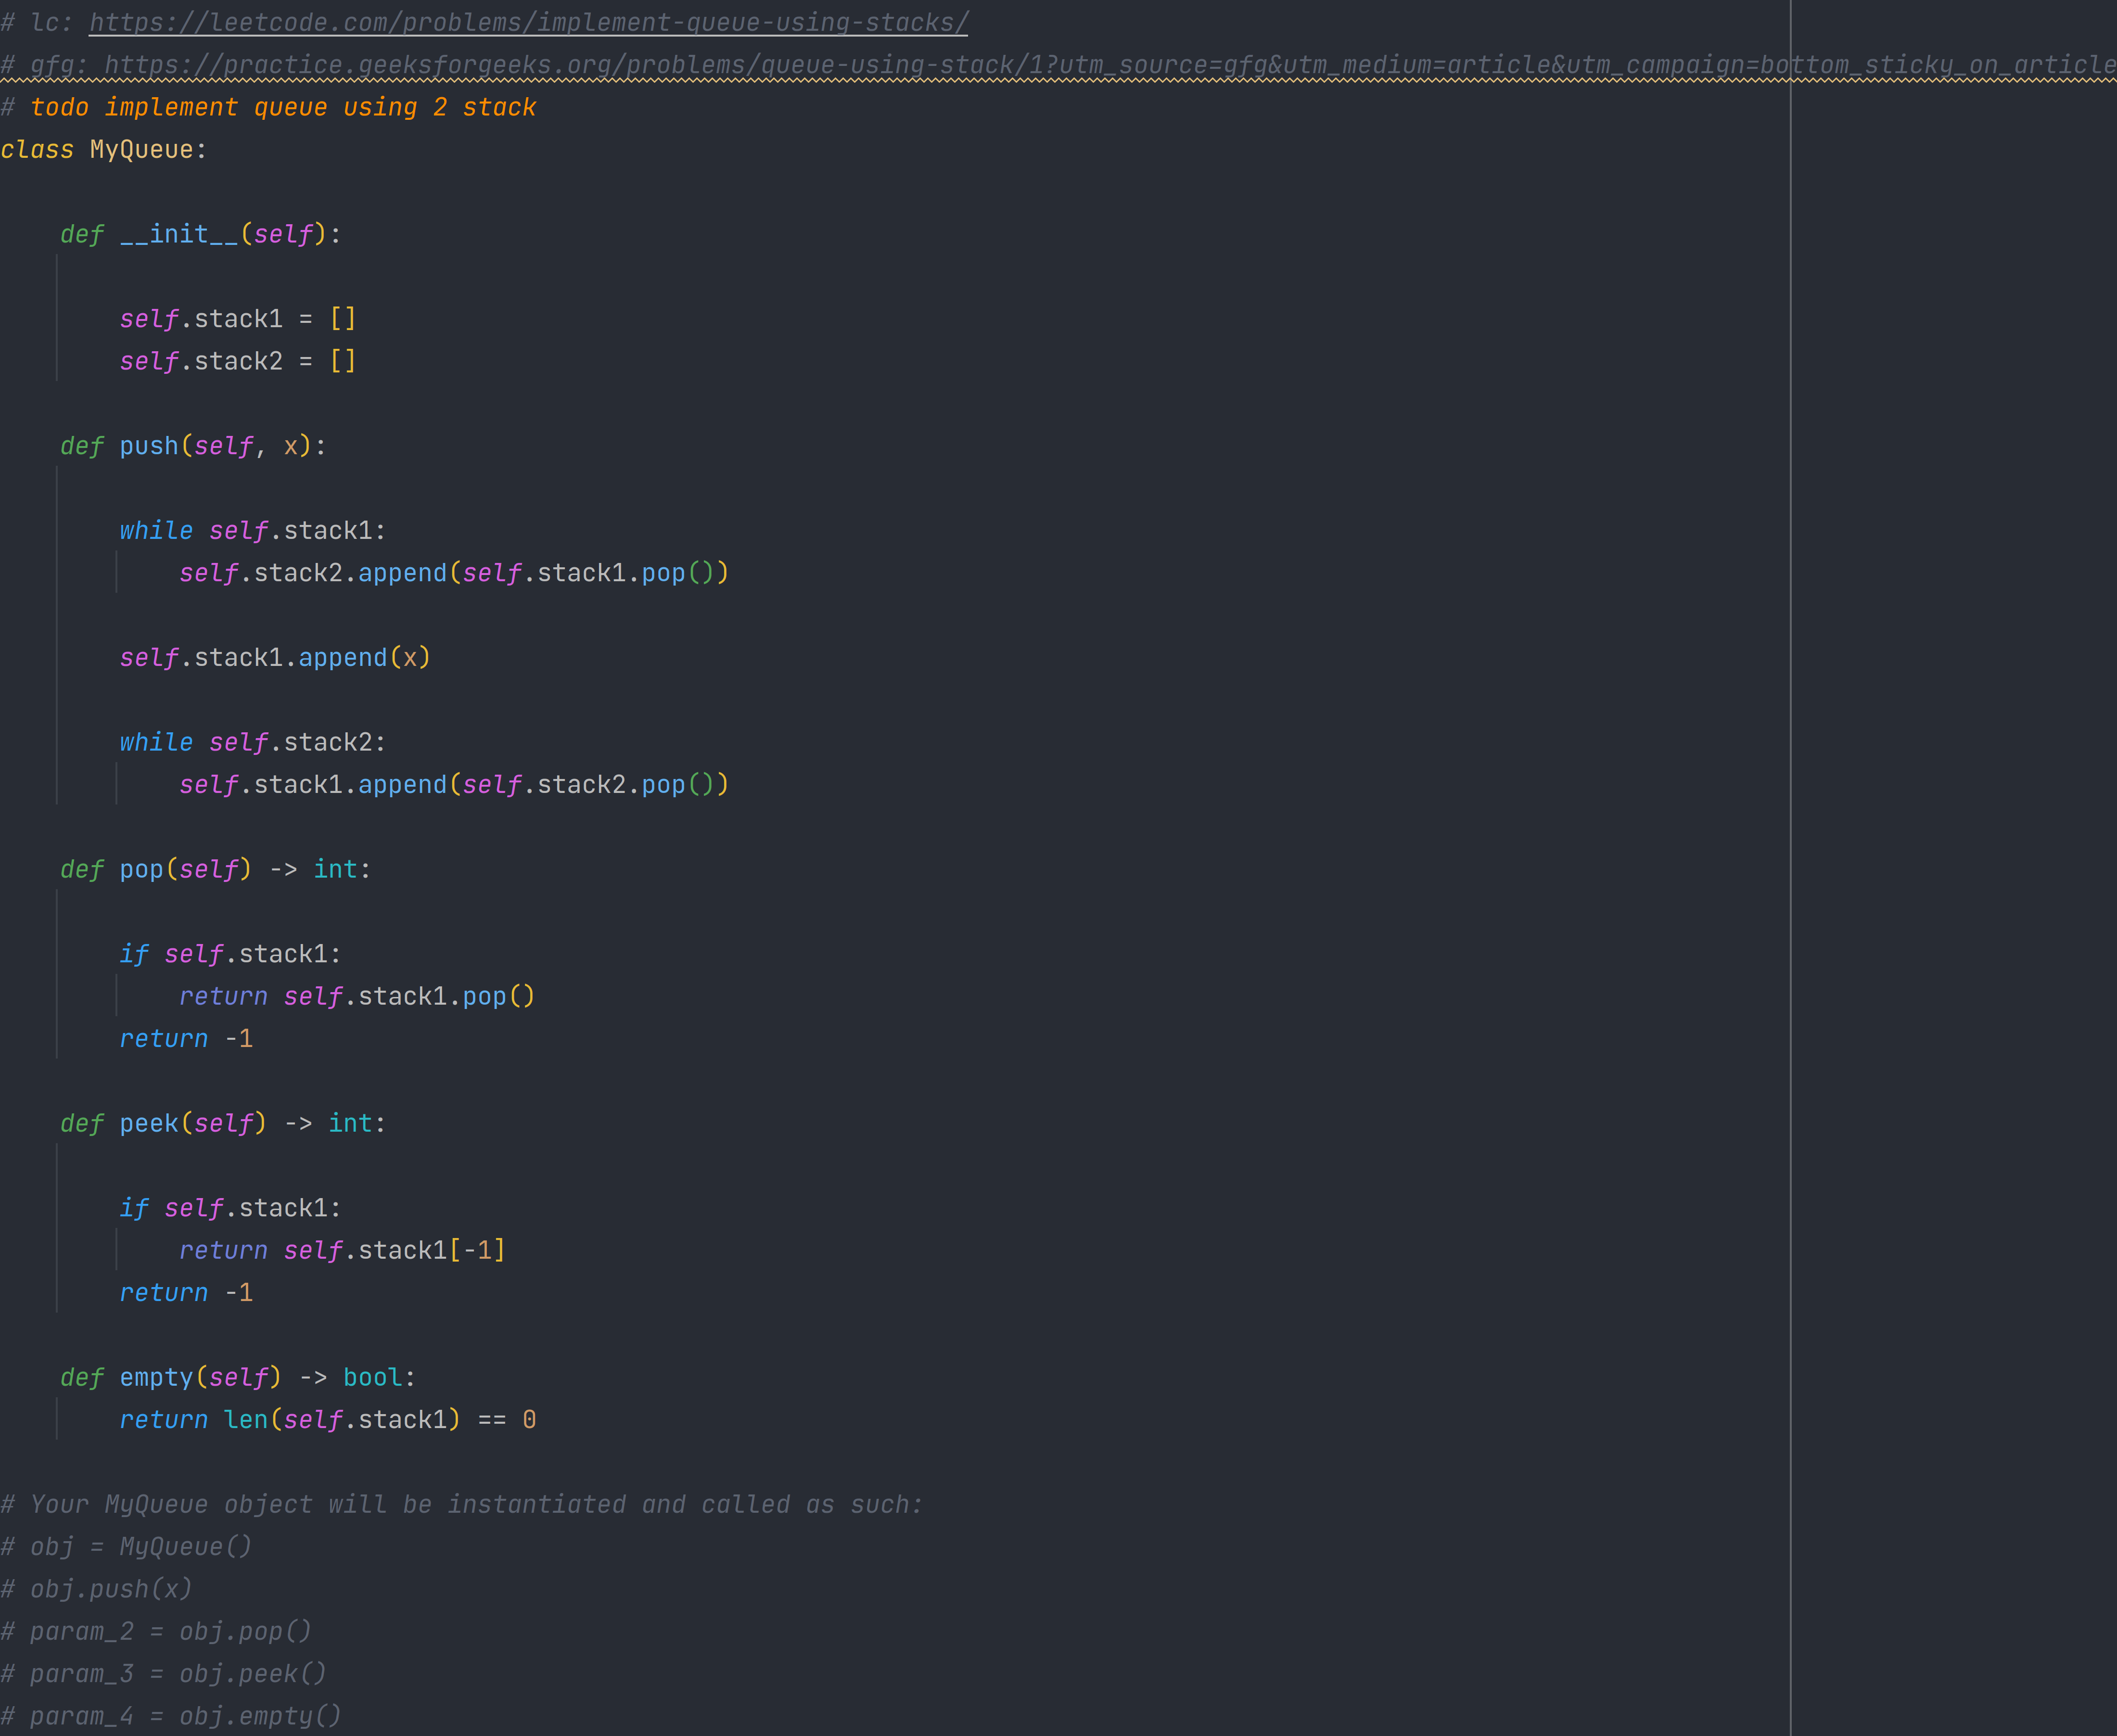 # lc: https://leetcode.com/problems/implement-queue-using-stacks/
# gfg: https://practice.geeksforgeeks.org/problems/queue-using-stack/1?utm_source=gfg&utm_medium=article&utm_campaign=bottom_sticky_on_article
# todo implement queue using 2 stack
class MyQueue:
    def __init__(self):
        self.stack1 = []
        self.stack2 = []
    def push(self, x):
        while self.stack1:
            self.stack2.append(self.stack1.pop())
        self.stack1.append(x)
        while self.stack2:
            self.stack1.append(self.stack2.pop())
    def pop(self) -> int:
        if self.stack1:
            return self.stack1.pop()
        return -1
    def peek(self) -> int:
        if self.stack1:
            return self.stack1[-1]
        return -1
    def empty(self) -> bool:
        return len(self.stack1) == 0
# Your MyQueue object will be instantiated and called as such:
# obj = MyQueue()
# obj.push(x)
# param_2 = obj.pop()
# param_3 = obj.peek()
# param_4 = obj.empty()